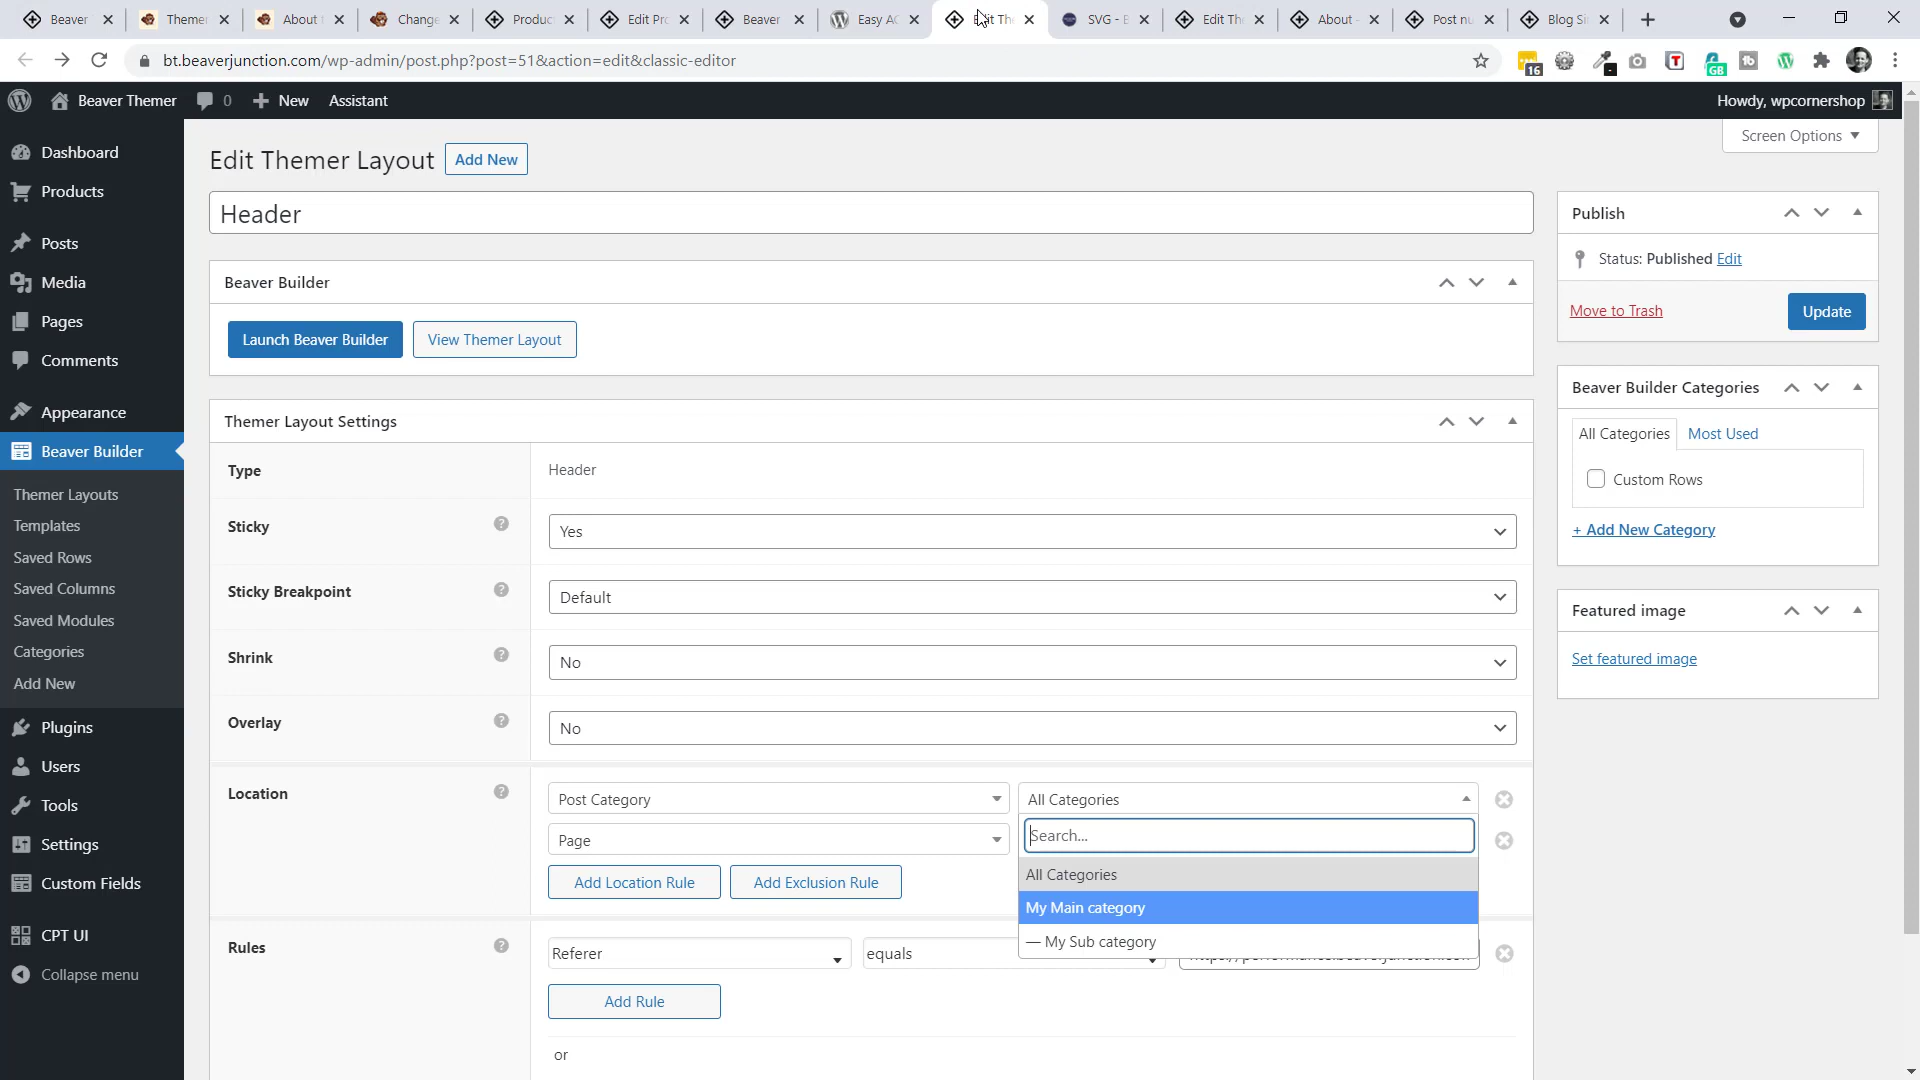 Beaver
Themer
About
Change
Produc
Edit Pro
Beaver
Easy AC
Edit The
SVG - B
Edit The
About -
Post nu
Blog Si
bt.beaverjunction.com/wp-admin/post.php?post=51&action=edit&classic-editor
16
GB
Beaver Themer
0
New
Assistant
Howdy, wpcornershop
Screen Options
Dashboard
Products
Posts
Media
Pages
Comments
Appearance
Beaver Builder
Themer Layouts
Templates
Saved Rows
Saved Columns
Saved Modules
Categories
Add New
Plugins
Users
Tools
Settings
Custom Fields
CPT UI
Collapse menu
Edit Themer Layout
Add New
Header
Beaver Builder
Launch Beaver Builder
View Themer Layout
Themer Layout Settings
Type
Header
Sticky
Yes
Sticky Breakpoint
Default
Shrink
No
Overlay
No
Location
Post Category
All Categories
Page
Search...
All Categories
My Main category
— My Sub category
Add Location Rule
Add Exclusion Rule
Rules
Referer
equals
Add Rule
or
Publish
Status: Published Edit
Move to Trash
Update
Beaver Builder Categories
All Categories
Most Used
Custom Rows
+ Add New Category
Featured image
Set featured image